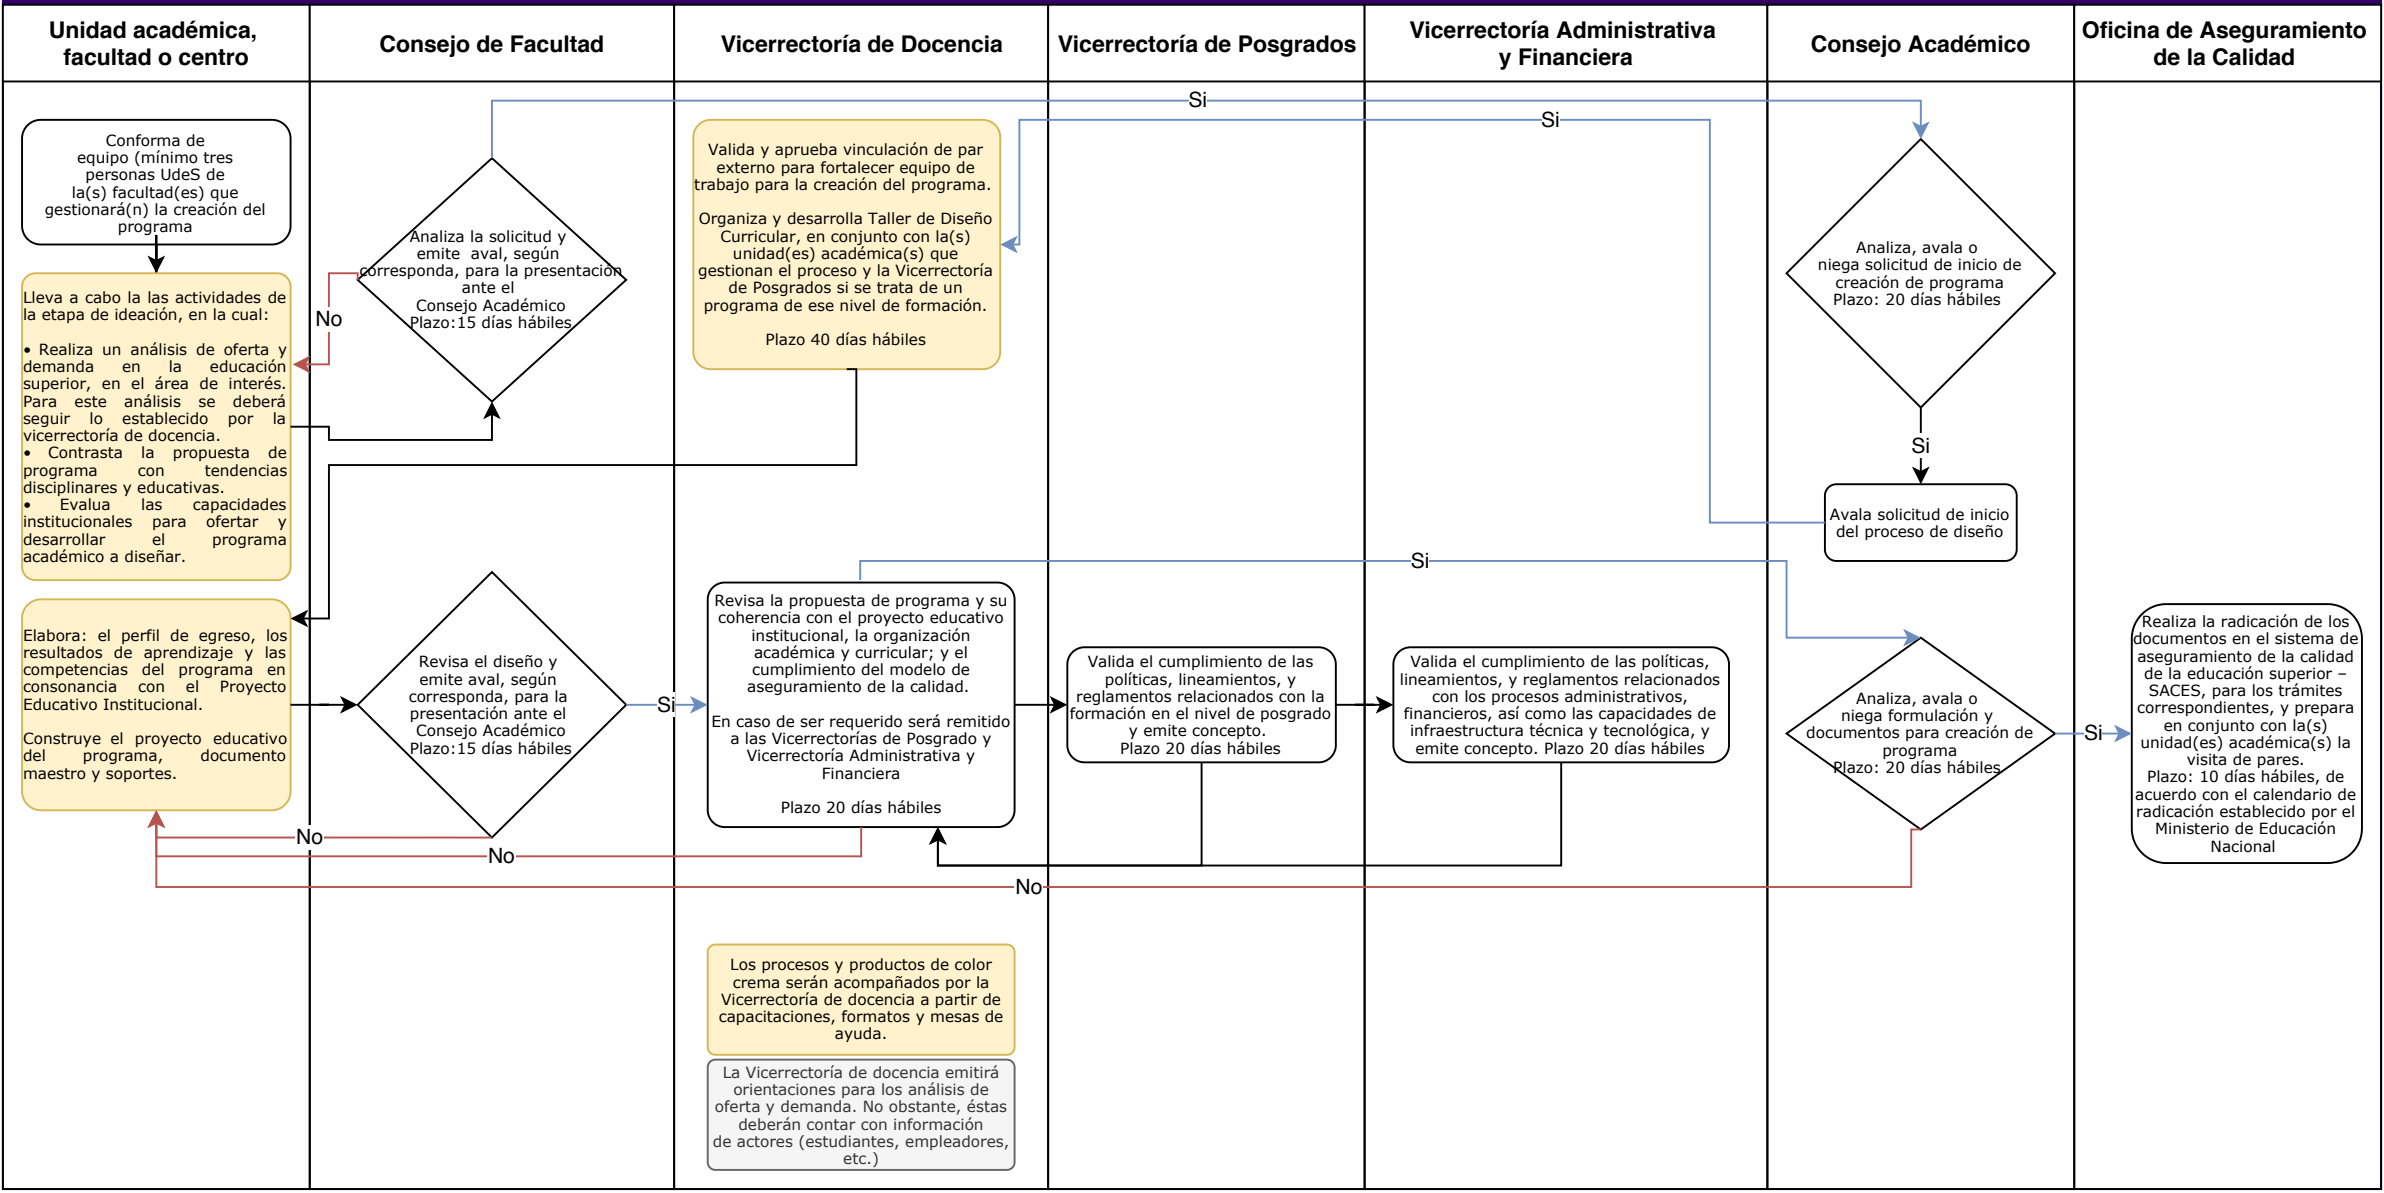 Unidad académica,
facultad o centro
Consejo de Facultad
Vicerrectoría de Docencia
Vicerrectoría de Posgrados
Vicerrectoría Administrativa
y Financiera
Consejo Académico
Oficina de Aseguramiento
de la Calidad
Conforma de
equipo (mínimo tres
personas UdeS de
la(s) facultad(es) que
gestionará(n) la creación del
programa
Lleva a cabo la las actividades de
la etapa de ideación, en la cual:
• Realiza un análisis de oferta y
demanda en la educación
superior, en el área de interés.
Para este análisis se deberá
seguir lo establecido por la
vicerrectoría de docencia.
• Contrasta la propuesta de
programa con tendencias
disciplinares y educativas.
• Evalua las capacidades
institucionales para ofertar y
desarrollar el programa
académico a diseñar.
No
Analiza la solicitud y
emite aval, según
corresponda, para la presentación
ante el
Consejo Académico
Plazo:15 días hábiles
Si
Valida y aprueba vinculación de par
externo para fortalecer equipo de
trabajo para la creación del programa.
Organiza y desarrolla Taller de Diseño
Curricular, en conjunto con la(s)
unidad(es) académica(s) que
gestionan el proceso y la Vicerrectoría
de Posgrados si se trata de un
programa de ese nivel de formación.
Plazo 40 días hábiles
Si
Analiza, avala o
niega solicitud de inicio de
creación de programa
Plazo: 20 días hábiles
Si
Avala solicitud de inicio
del proceso de diseño
Elabora: el perfil de egreso, los
resultados de aprendizaje y las
competencias del programa en
consonancia con el Proyecto
Educativo Institucional.
Construye el proyecto educativo
del programa, documento
maestro y soportes.
Revisa el diseño y
emite aval, según
corresponda, para la
presentación ante el
Consejo Académico
Plazo:15 días hábiles
Si
Revisa la propuesta de programa y su
coherencia con el proyecto educativo
institucional, la organización
académica y curricular; y el
cumplimiento del modelo de
aseguramiento de la calidad.
En caso de ser requerido será remitido
a las Vicerrectorías de Posgrado y
Vicerrectoría Administrativa y
Financiera
Plazo 20 días hábiles
Si
Valida el cumplimiento de las
políticas, lineamientos, y
reglamentos relacionados con la
formación en el nivel de posgrado
y emite concepto.
Plazo 20 días hábiles
Valida el cumplimiento de las políticas,
lineamientos, y reglamentos relacionados
con los procesos administrativos,
financieros, así como las capacidades de
infraestructura técnica y tecnológica, y
emite concepto. Plazo 20 días hábiles
Analiza, avala o
niega formulación y
documentos para creación de
programa
Plazo: 20 días hábiles
Si
Realiza la radicación de los
documentos en el sistema de
aseguramiento de la calidad
de la educación superior –
SACES, para los trámites
correspondientes, y prepara
en conjunto con la(s)
unidad(es) académica(s) la
visita de pares.
Plazo: 10 días hábiles, de
acuerdo con el calendario de
radicación establecido por el
Ministerio de Educación
Nacional
No
No
No
Los procesos y productos de color
crema serán acompañados por la
Vicerrectoría de docencia a partir de
capacitaciones, formatos y mesas de
ayuda.
La Vicerrectoría de docencia emitirá
orientaciones para los análisis de
oferta y demanda. No obstante, éstas
deberán contar con información
de actores (estudiantes, empleadores,
etc.)